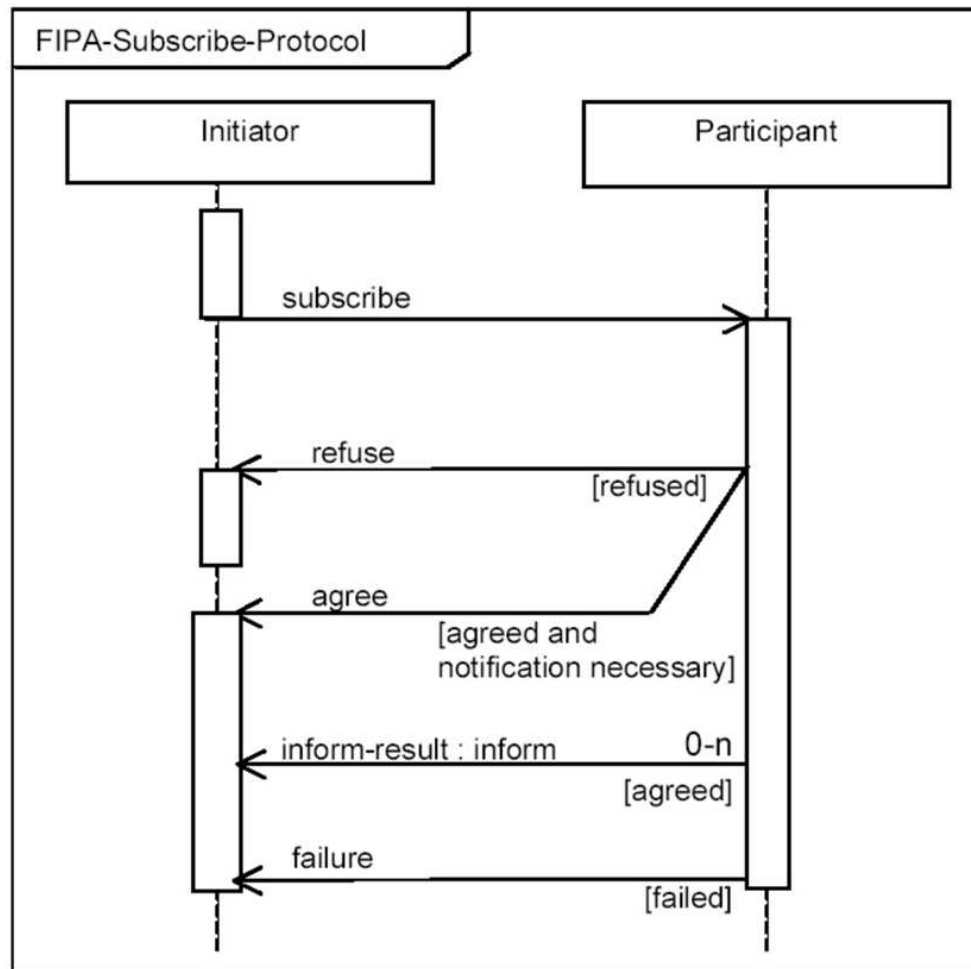 FIPA-Subscribe-Protocol
Initiator
Participant
subscribe
refuse
[refused]
agree
[agreed and
notification necessary]
inform-result : inform
0-n
[agreed]
failure
[failed]